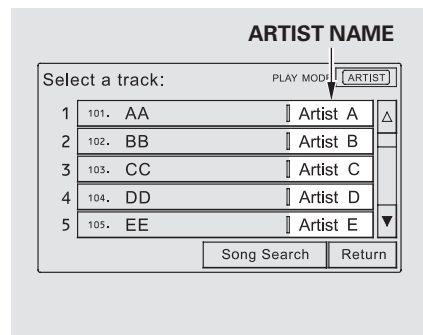 ARTIST NAME
Select a track: PLAY MODE ARTIST
1 101. AA Artist A
2 102. BB Artist B
3 103. CC Artist C
4 104. DD Artist D
5 105. EE Artist E
Song Search Return